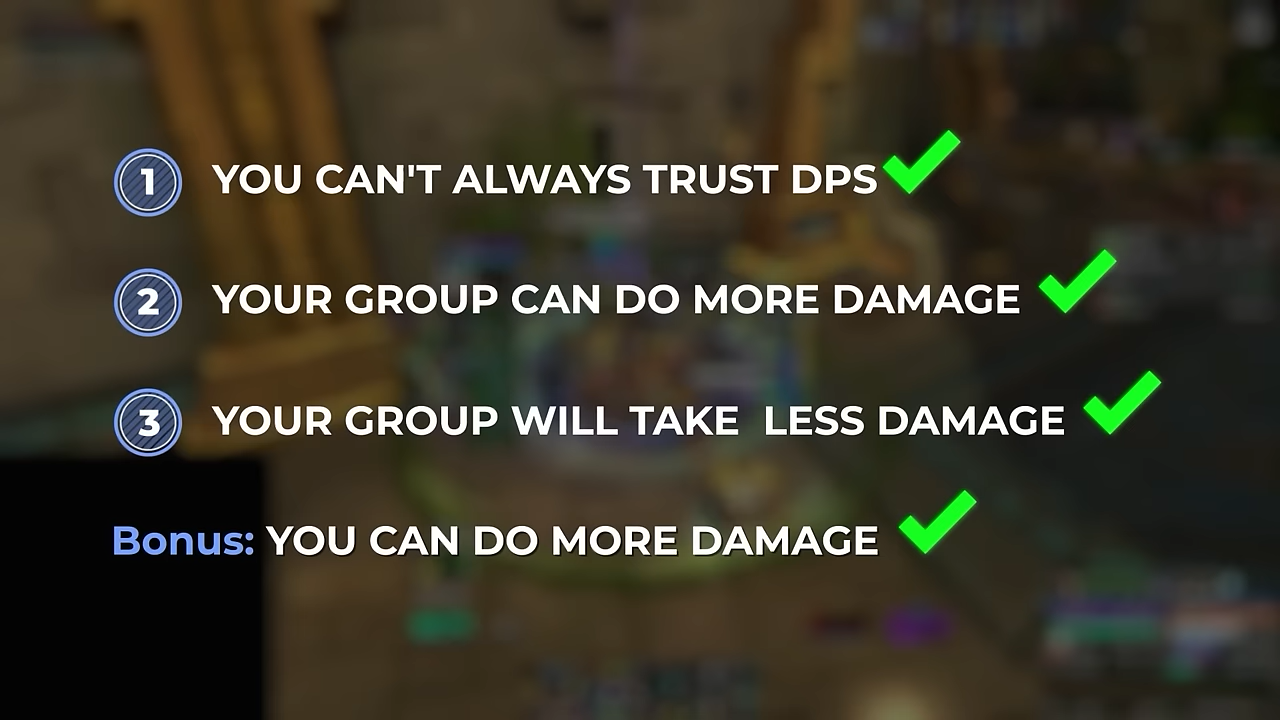 1 YOU CAN'T ALWAYS TRUST DPS
2 YOUR GROUP CAN DO MORE DAMAGE
3 YOUR GROUP WILL TAKE LESS DAMAGE
Bonus: YOU CAN DO MORE DAMAGE